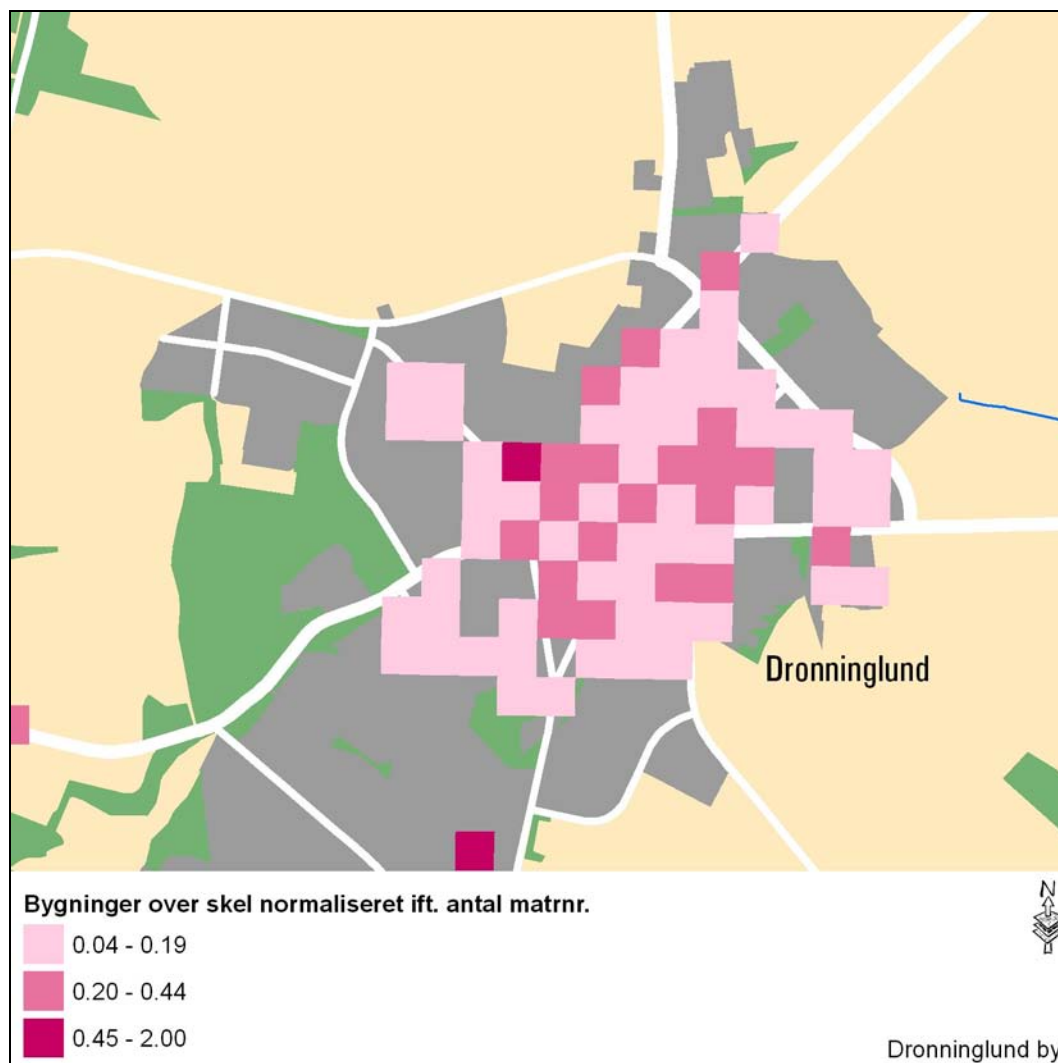 Dronninglund
Bygninger over skel normaliseret ift. antal matrnr.
N
0.04 - 0.19
0.20 - 0.44
0.45 - 2.00
Dronninglund by